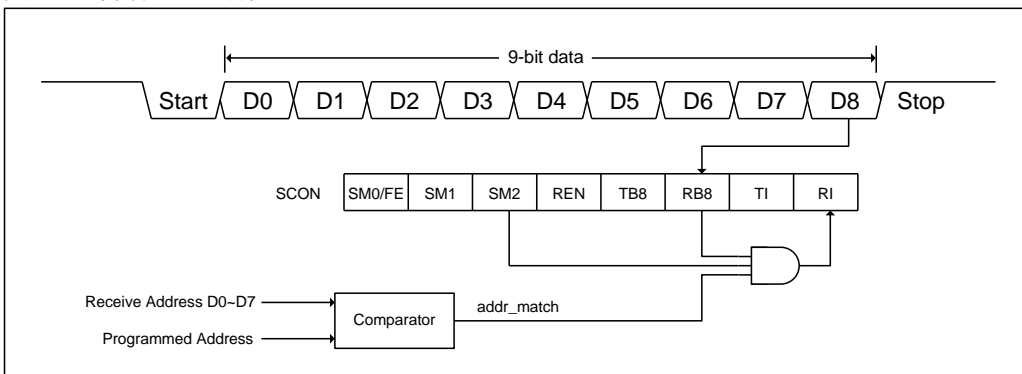 9-bit data
Start D0 D1 D2 D3 D4 D5 D6 D7 D8 Stop
SCON SM0/FE SM1 SM2 REN TB8 RB8 TI RI
Receive Address D0~D7
addr_match
Comparator
Programmed Address